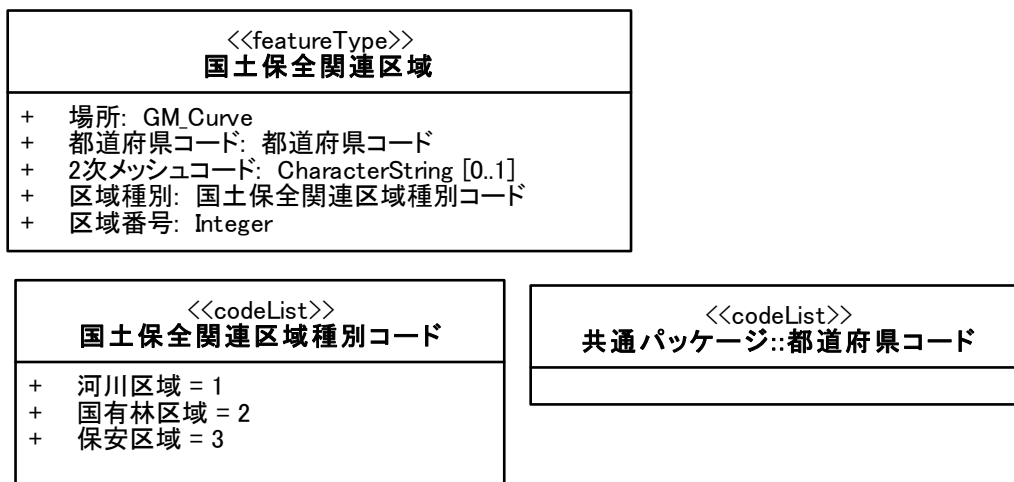 <<featureType>>
国土保全関連区域
+ 場所: GM_Curve
+ 都道府県コード: 都道府県コード
+ 2次メッシュコード: CharacterString [0..1]
+ 区域種別: 国土保全関連区域種別コード
+ 区域番号: Integer
<<codeList>>
国土保全関連区域種別コード
+ 河川区域 = 1
+ 国有林区域 = 2
+ 保安区域 = 3
<<codeList>>
共通パッケージ::都道府県コード